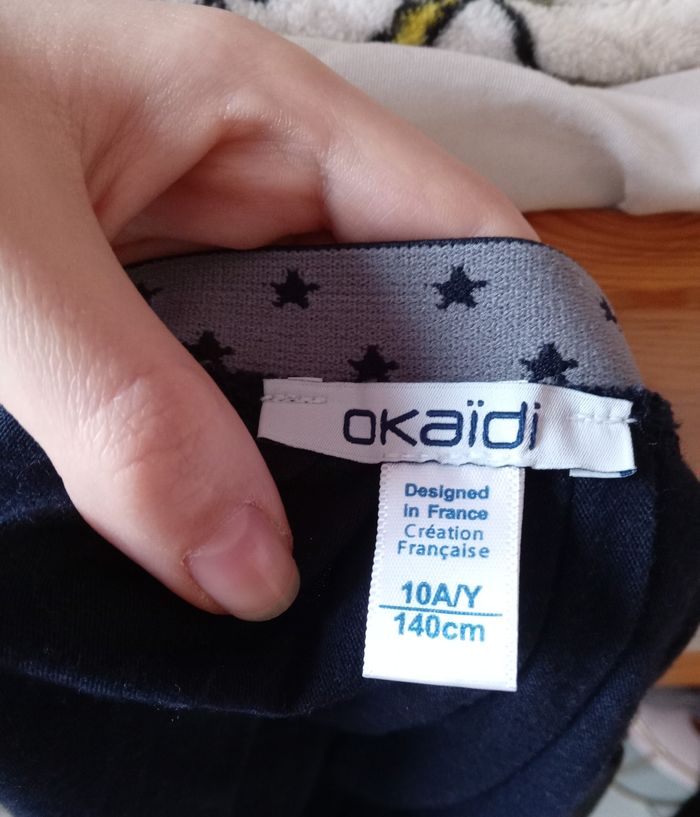 okaïdi
Designed
in France
Création
Française
10A/Y
140cm